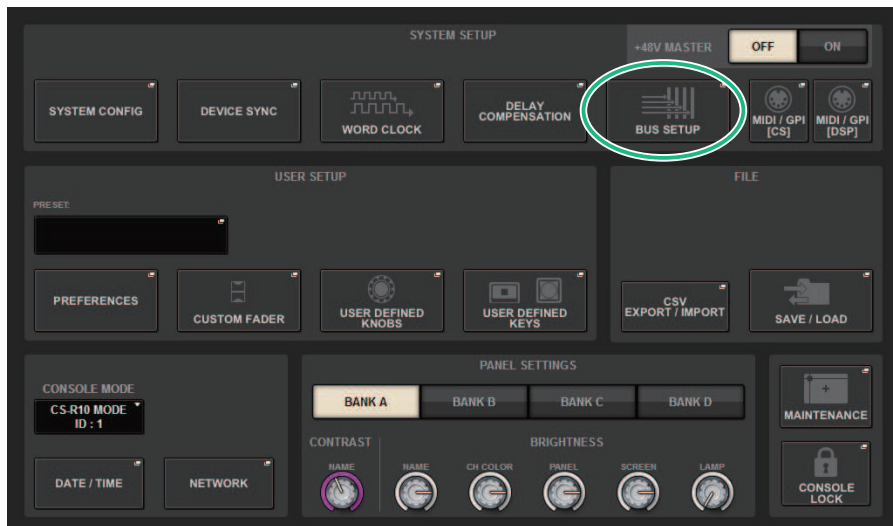 SYSTEM SETUP
+48V MASTER
OFF
ON
SYSTEM CONFIG
DEVICE SYNC
WORD CLOCK
DELAY
COMPENSATION
BUS SETUP
MIDI / GPI
[CS]
MIDI / GPI
[DSP]
USER SETUP
PRESET:
PREFERENCES
CUSTOM FADER
USER DEFINED
KNOBS
USER DEFINED
KEYS
FILE
CSV
EXPORT / IMPORT
SAVE / LOAD
CONSOLE MODE
CS-R10 MODE
ID : 1
DATE / TIME
NETWORK
PANEL SETTINGS
BANK A
BANK B
BANK C
BANK D
CONTRAST
BRIGHTNESS
NAME
NAME
CH COLOR
PANEL
SCREEN
LAMP
MAINTENANCE
CONSOLE
LOCK